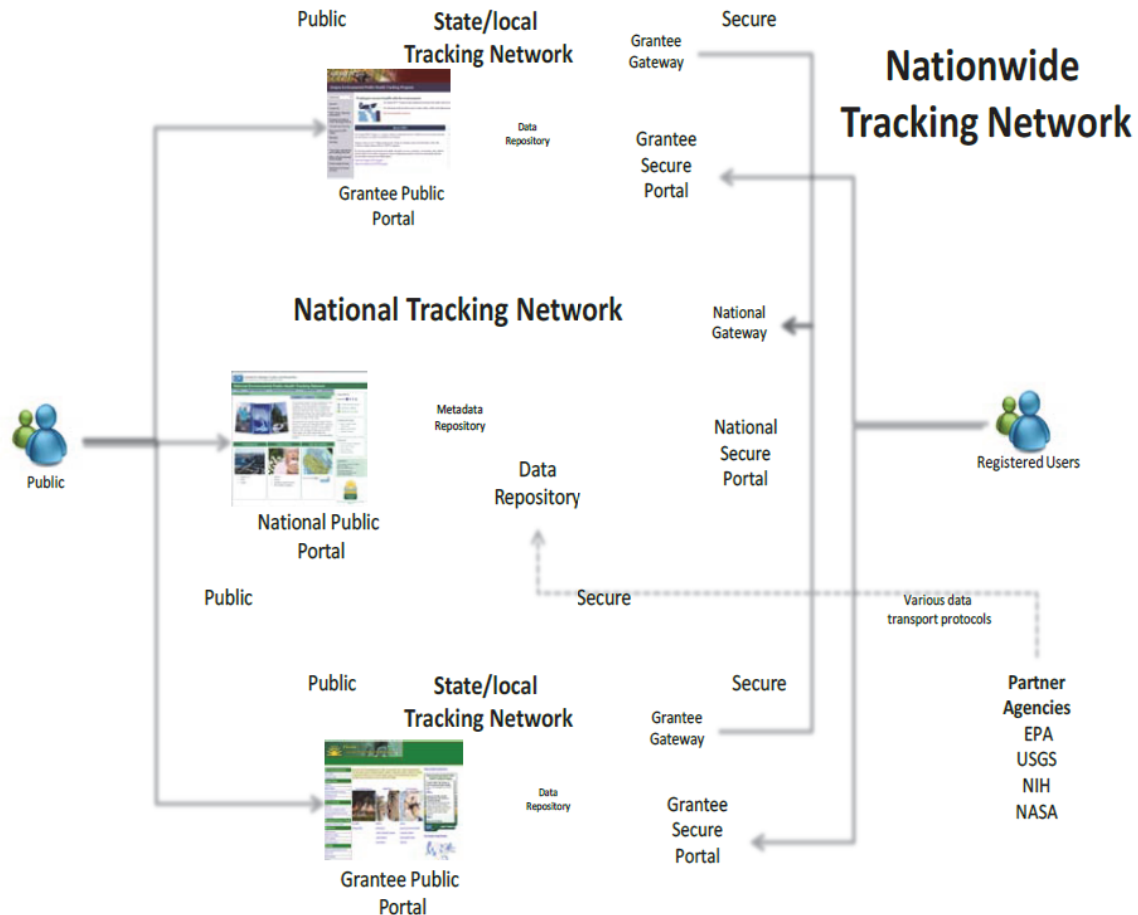 Public
State/local
Tracking Network
Secure
Grantee
Gateway
Nationwide
Tracking Network
Data
Repository
Grantee
Secure
Portal
Grantee Public
Portal
National Tracking Network
National
Gateway
Metadata
Repository
National
Secure
Portal
Data
Repository
Public
Registered Users
National Public
Portal
Public
Secure
Various data
transport protocols
Public
State/local
Tracking Network
Secure
Grantee
Gateway
Partner
Agencies
EPA
USGS
NIH
NASA
Data
Repository
Grantee
Secure
Portal
Grantee Public
Portal